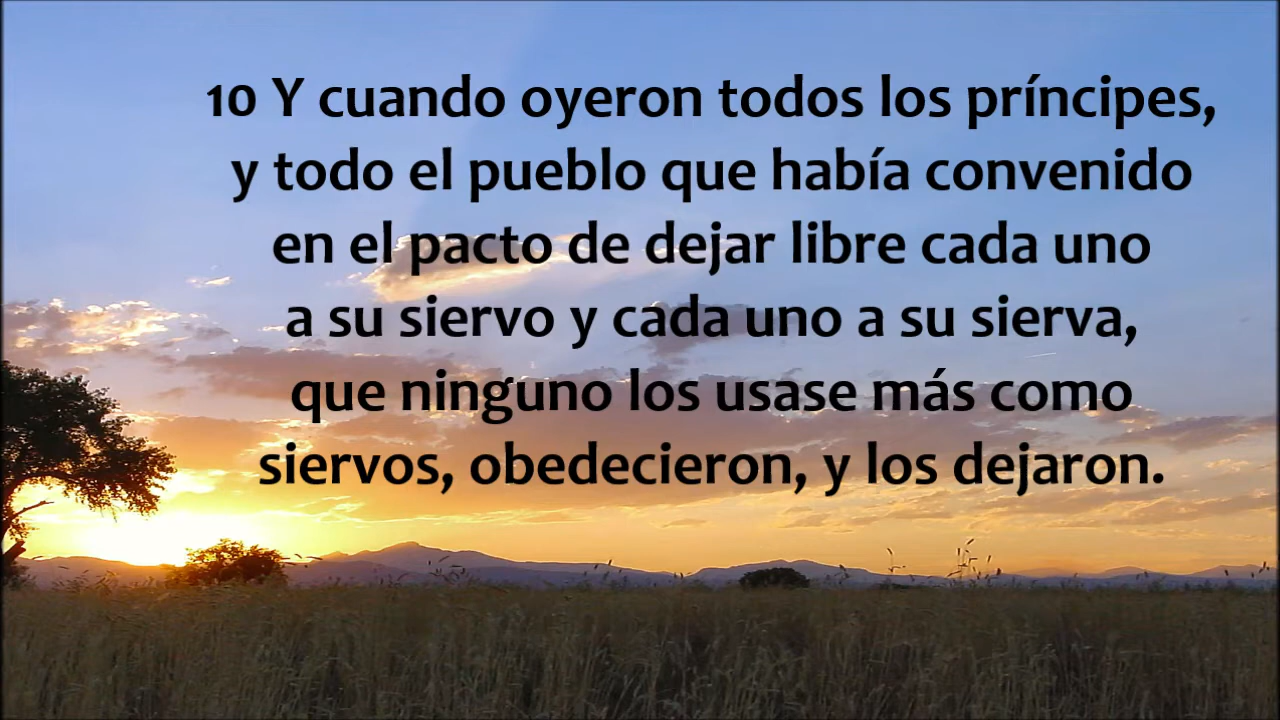 10 Y cuando oyeron todos los príncipes,
y todo el pueblo que había convenido
en el pacto de dejar libre cada uno
a su siervo y cada uno a su sierva,
que ninguno los usase más como
siervos, obedecieron, y los dejaron.